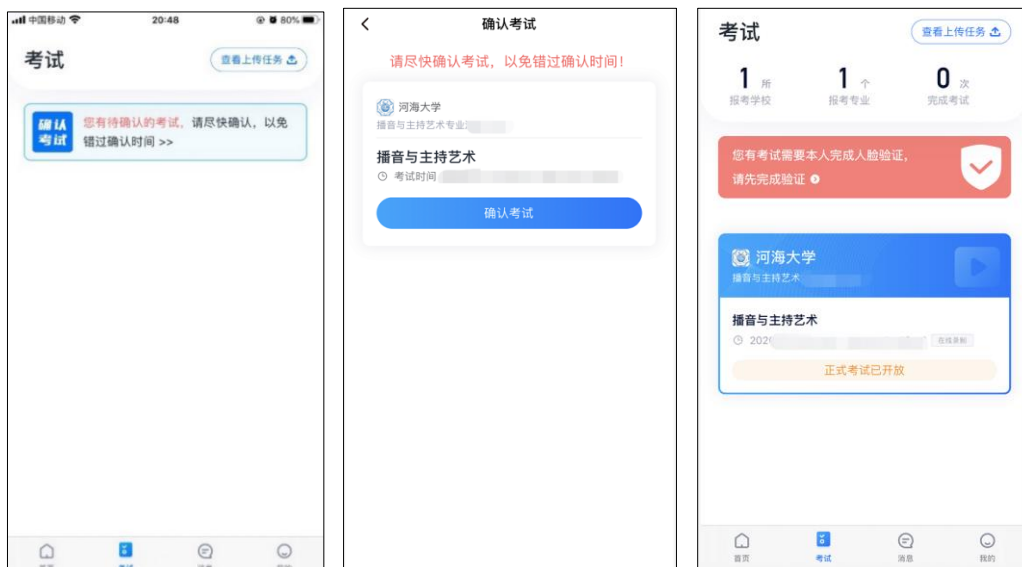 中国移动
20:48
80%
考试
查看上传任务
确认
考试
您有待确认的考试，请尽快确认，以免
错过确认时间 >>
考试
确认考试
请尽快确认考试，以免错过确认时间！
河海大学
播音与主持艺术专业
播音与主持艺术
考试时间
确认考试
考试
查看上传任务
1 所
报考学校
1 个
报考专业
0 次
完成考试
您有考试需要本人完成人脸验证，
请先完成验证
河海大学
播音与主持艺术
播音与主持艺术
202
在线录制
正式考试已开放
首页
考试
消息
我的